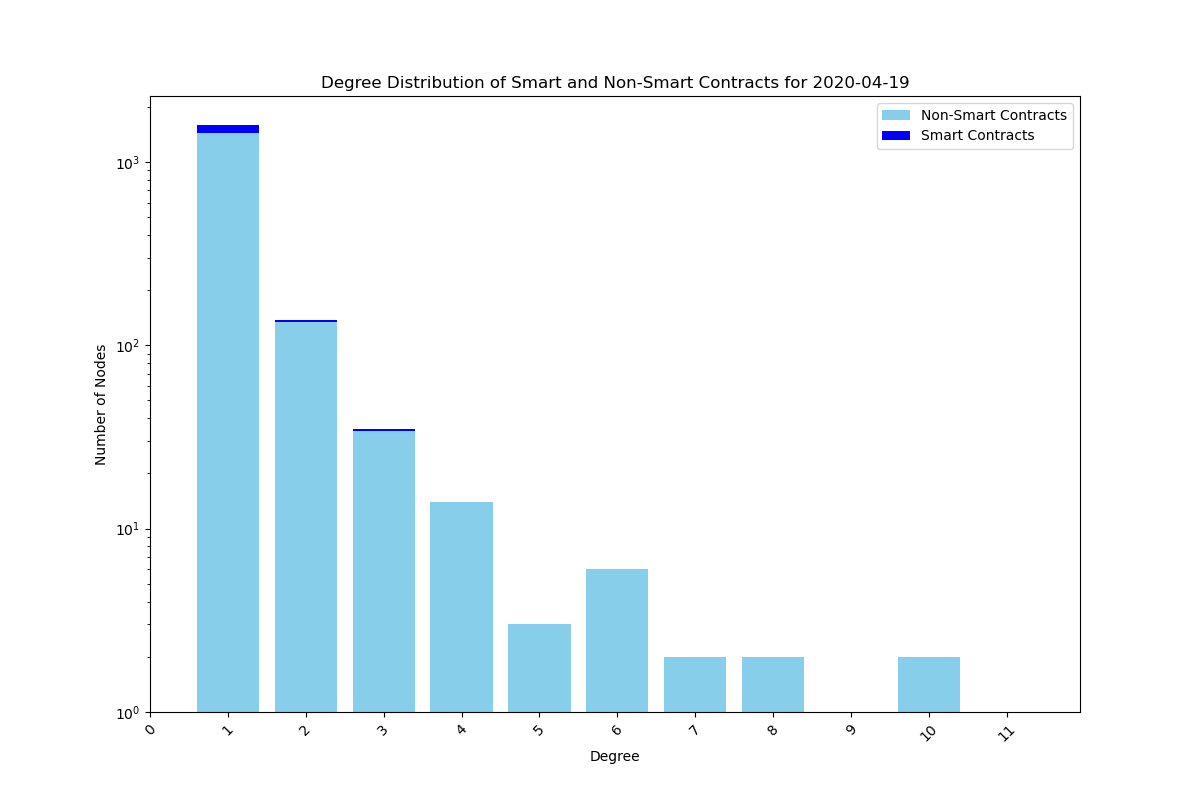 Degree Distribution of Smart and Non-Smart Contracts for 2020-04-19
Non-Smart Contracts
Smart Contracts
Number of Nodes
10³
10²
10¹
10⁰
0 1 2 3 4 5 6 7 8 9 10 11
Degree